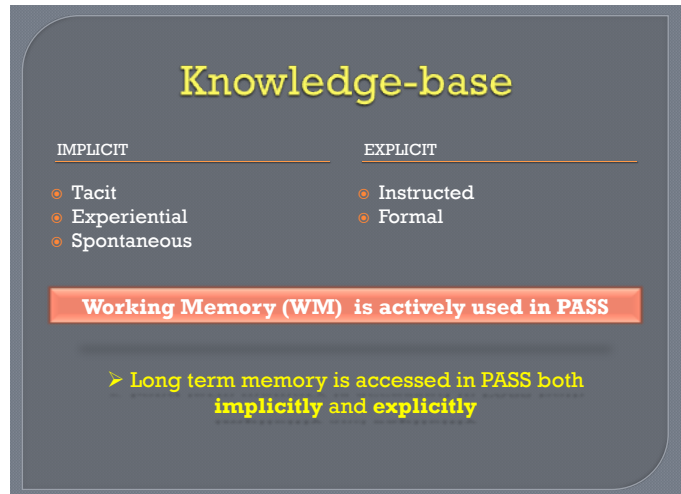 Knowledge-base
IMPLICIT
Tacit
Experiential
Spontaneous
EXPLICIT
Instructed
Formal
Working Memory (WM) is actively used in PASS
Long term memory is accessed in PASS both
implicitly and explicitly